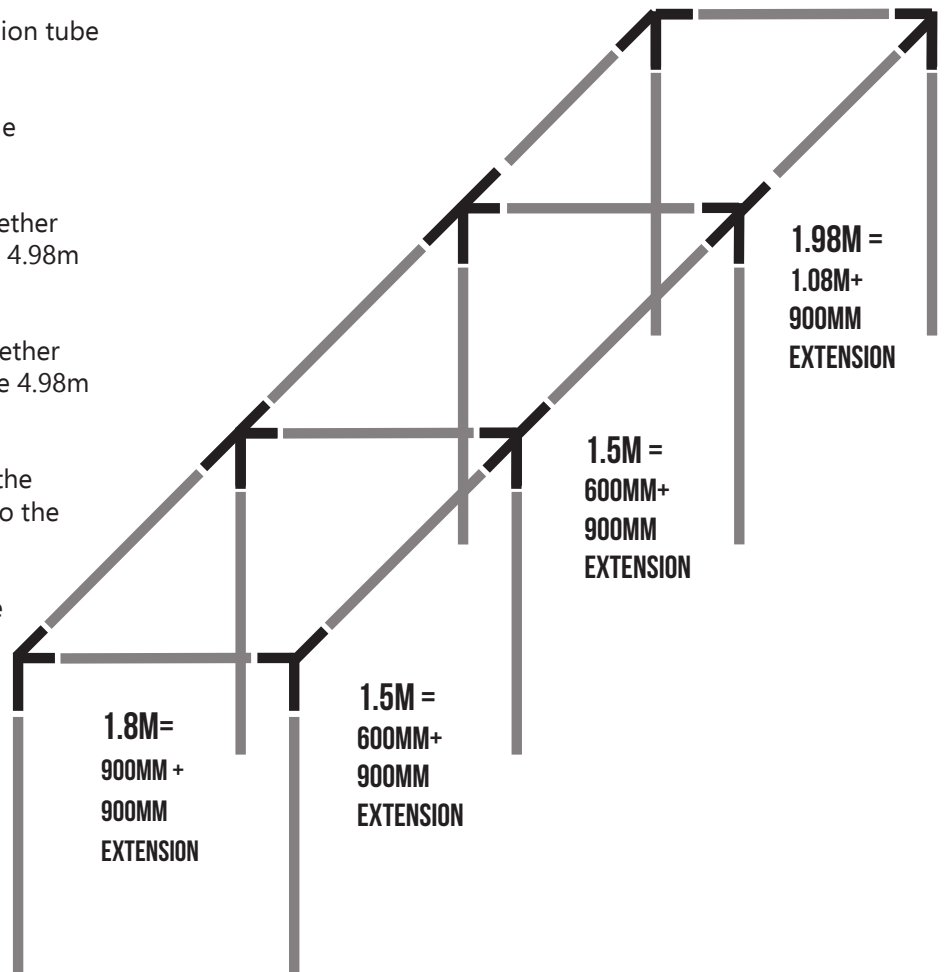 ion tube
e
ether
4.98m
ether
e 4.98m
the
o the
e
1.98M =
1.08M+
900MM
EXTENSION
1.5M =
600MM+
900MM
EXTENSION
1.5M =
600MM+
900MM
EXTENSION
1.8M=
900MM +
900MM
EXTENSION